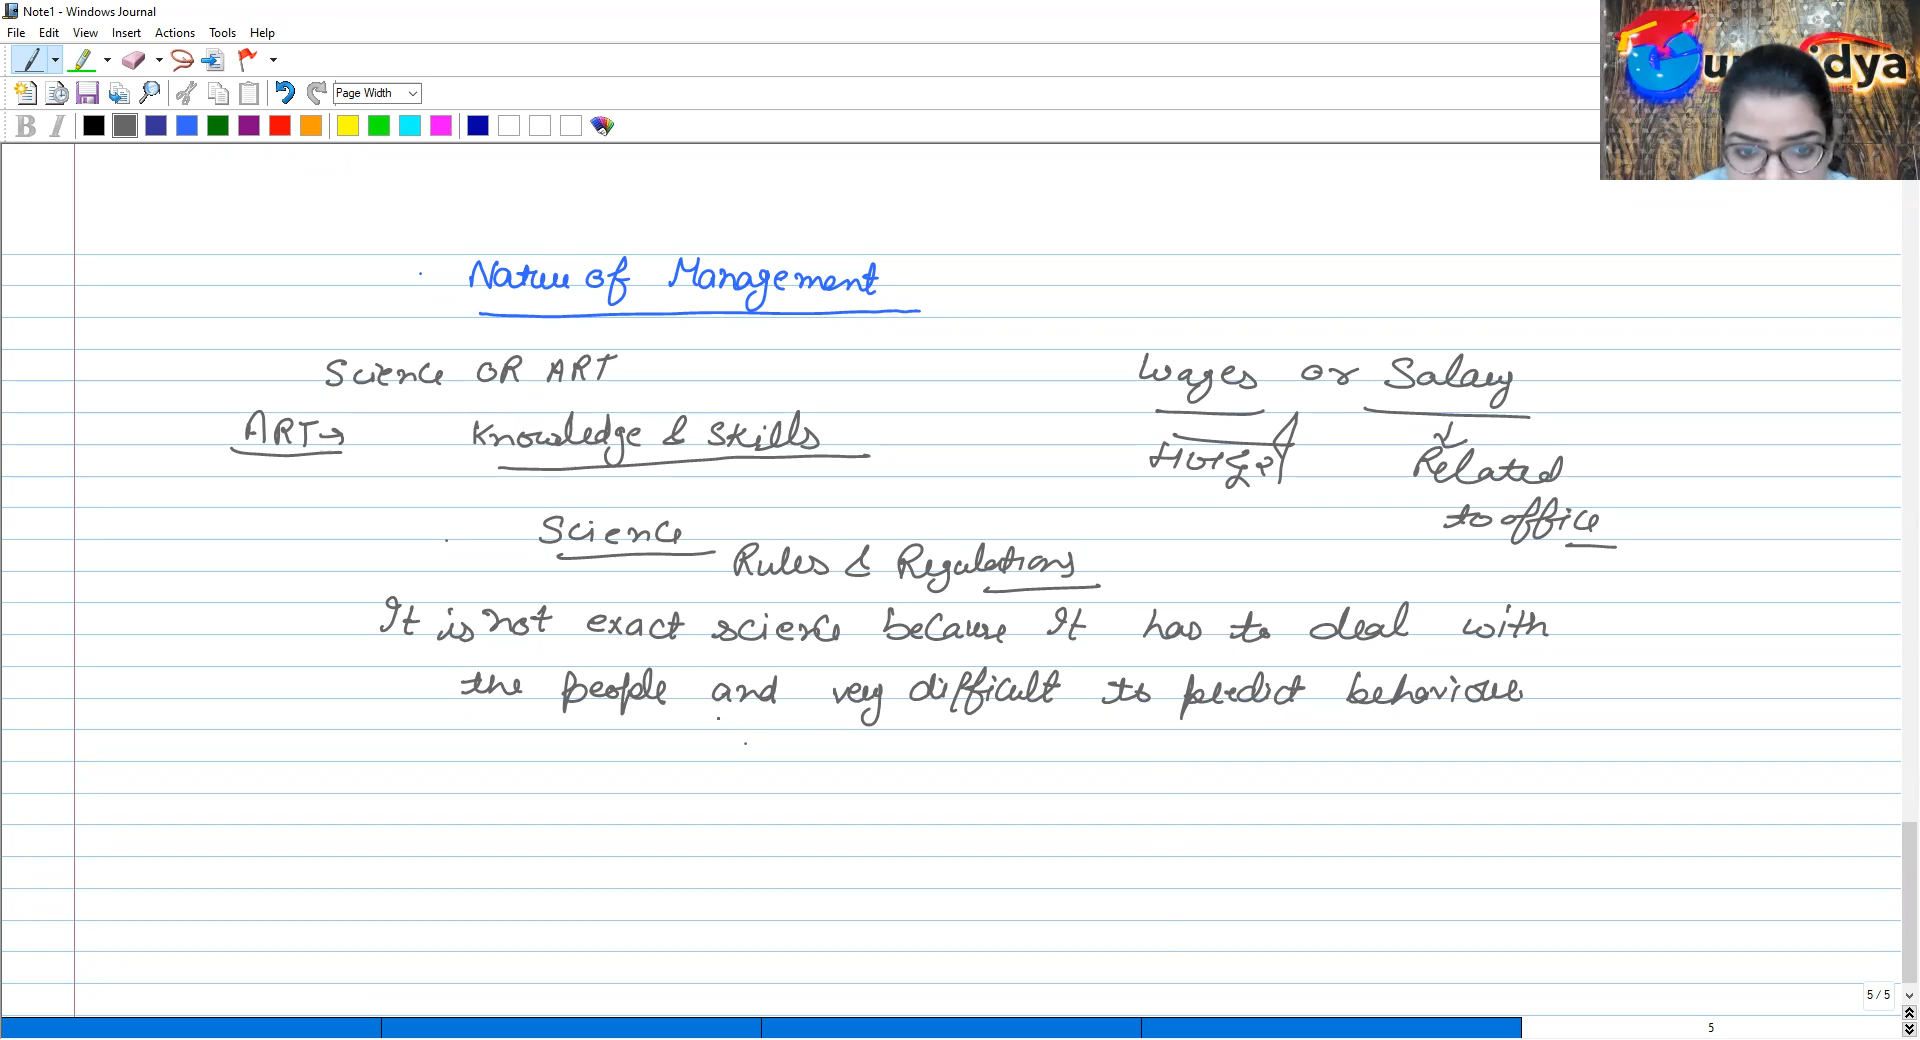 Note1 - Windows Journal
File Edit View Insert Actions Tools Help
Page Width
B I
Nature of Management
Science OR ART
Wages or Salary
ART→ Knowledge & Skills
मजदूरी
Related
to office
Science
Rules & Regulations
It is not exact science because It has to deal with
the people and very difficult to predict behaviour
5 / 5
5